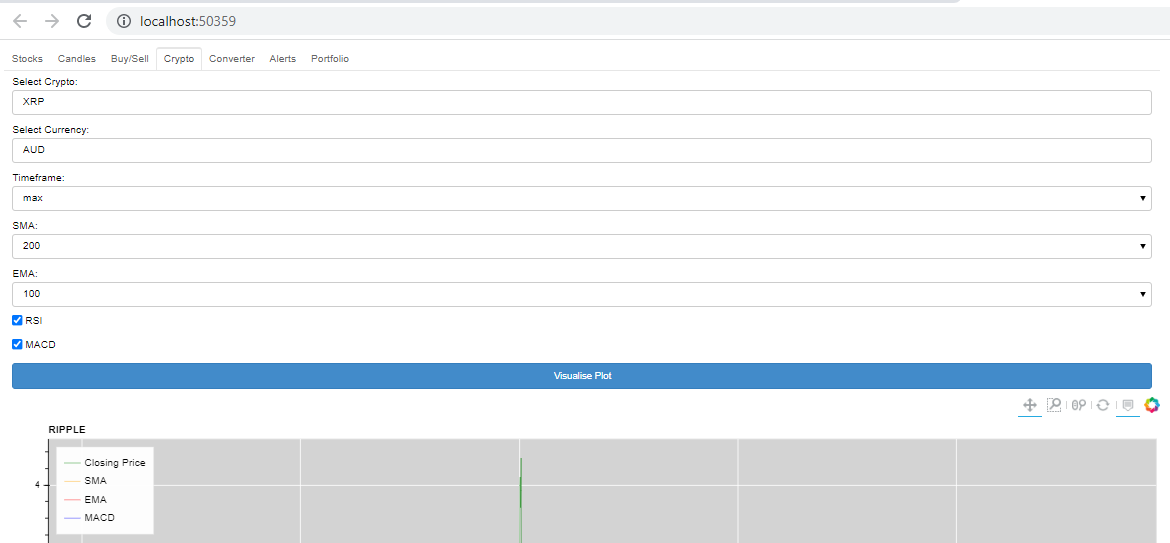 localhost:50359
Stocks Candles Buy/Sell Crypto Converter Alerts Portfolio
Select Crypto:
XRP
Select Currency:
AUD
Timeframe:
max
SMA:
200
EMA:
100
RSI
MACD
Visualise Plot
RIPPLE
Closing Price
SMA
4
EMA
MACD